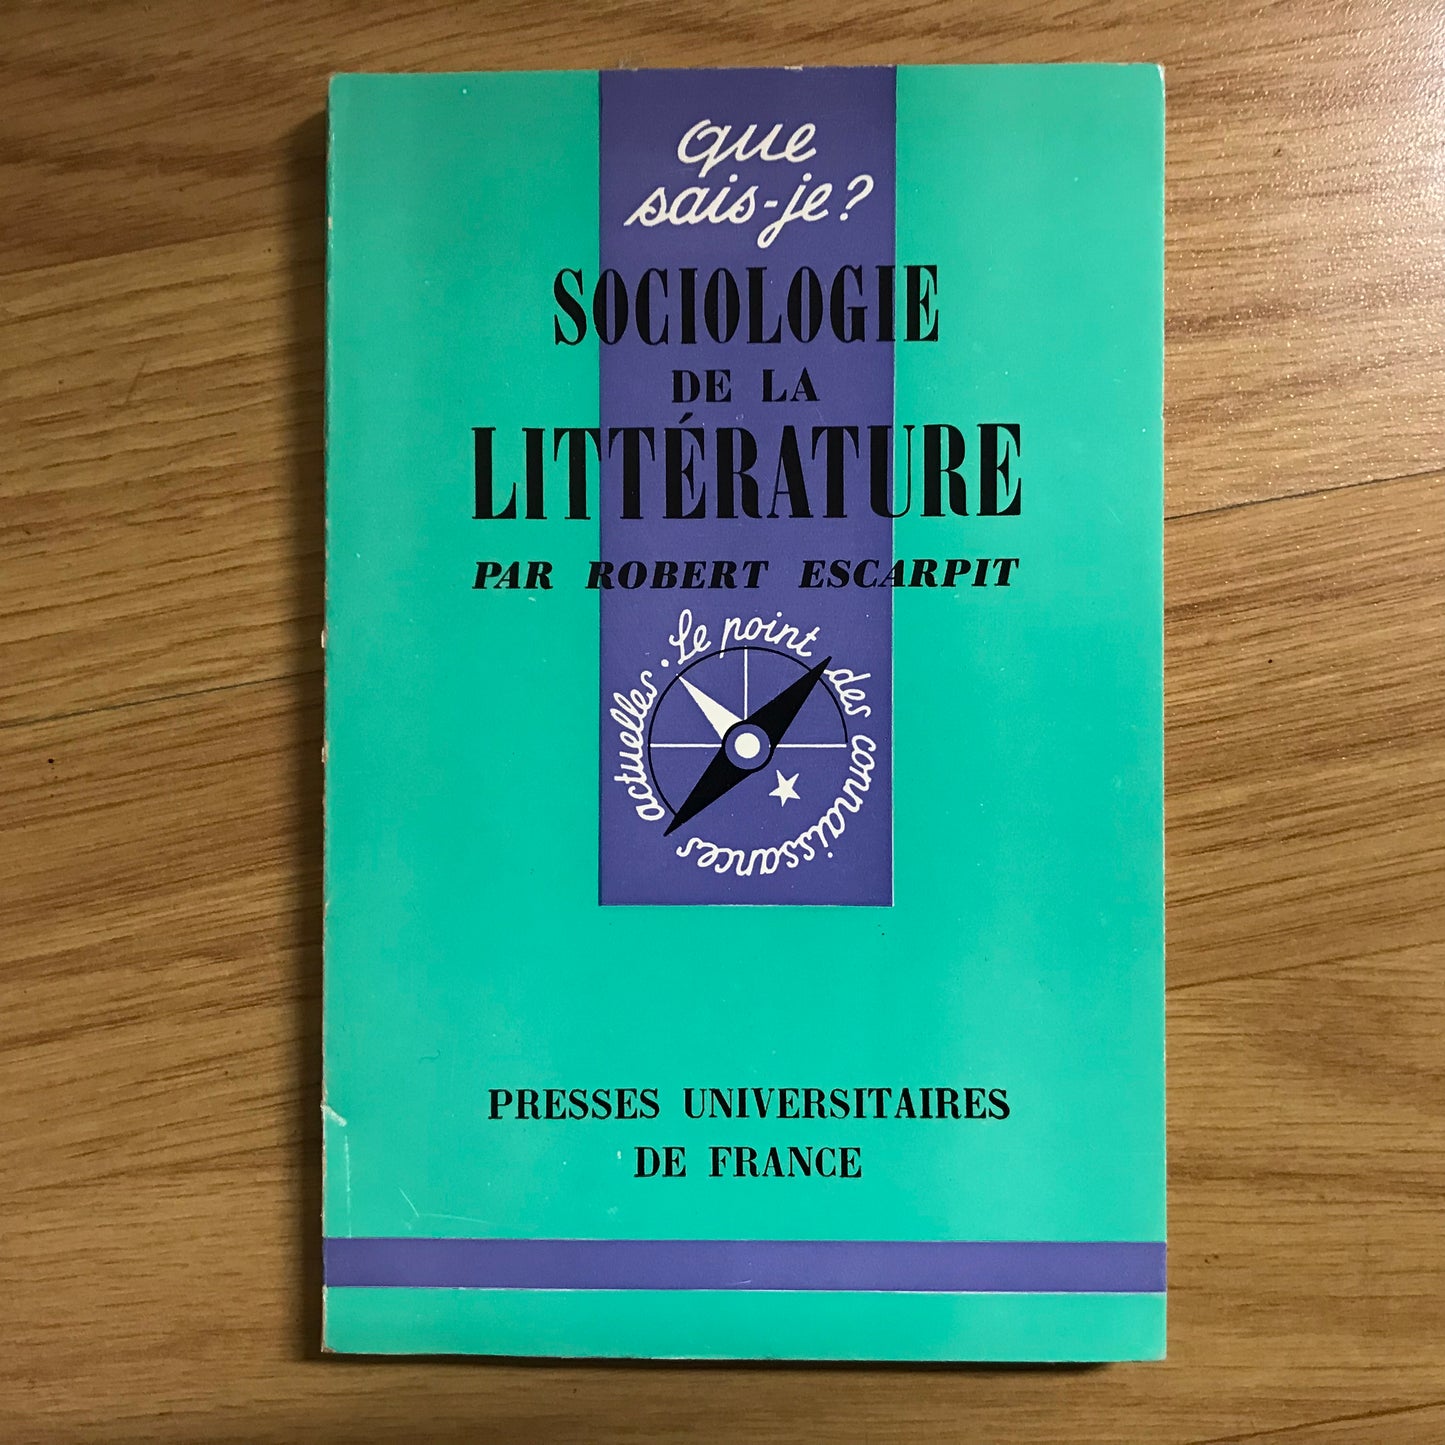 que
sais-je?
SOCIOLOGIE
DE LA
LITTÉRATURE
PAR ROBERT ESCARPIT
Le point des connaissances actuelles.
PRESSES UNIVERSITAIRES
DE FRANCE